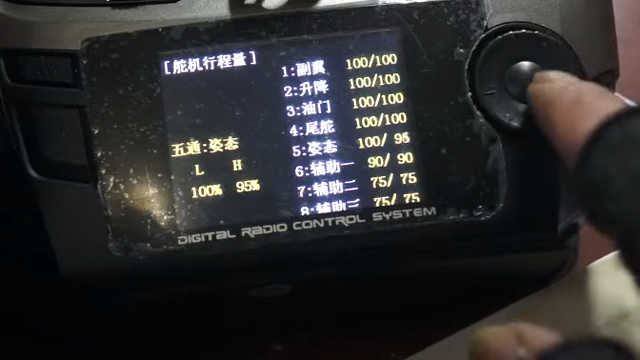 [舵机行程量]
五通:姿态
L H
100% 95%
1:副翼 100/100
2:升降 100/100
3:油门 100/100
4:尾舵 100/100
5:姿态 100/ 95
6:辅助一 90/ 90
7:辅助二 75/ 75
8:辅助三 75/ 75
DIGITAL RADIO CONTROL SYSTEM